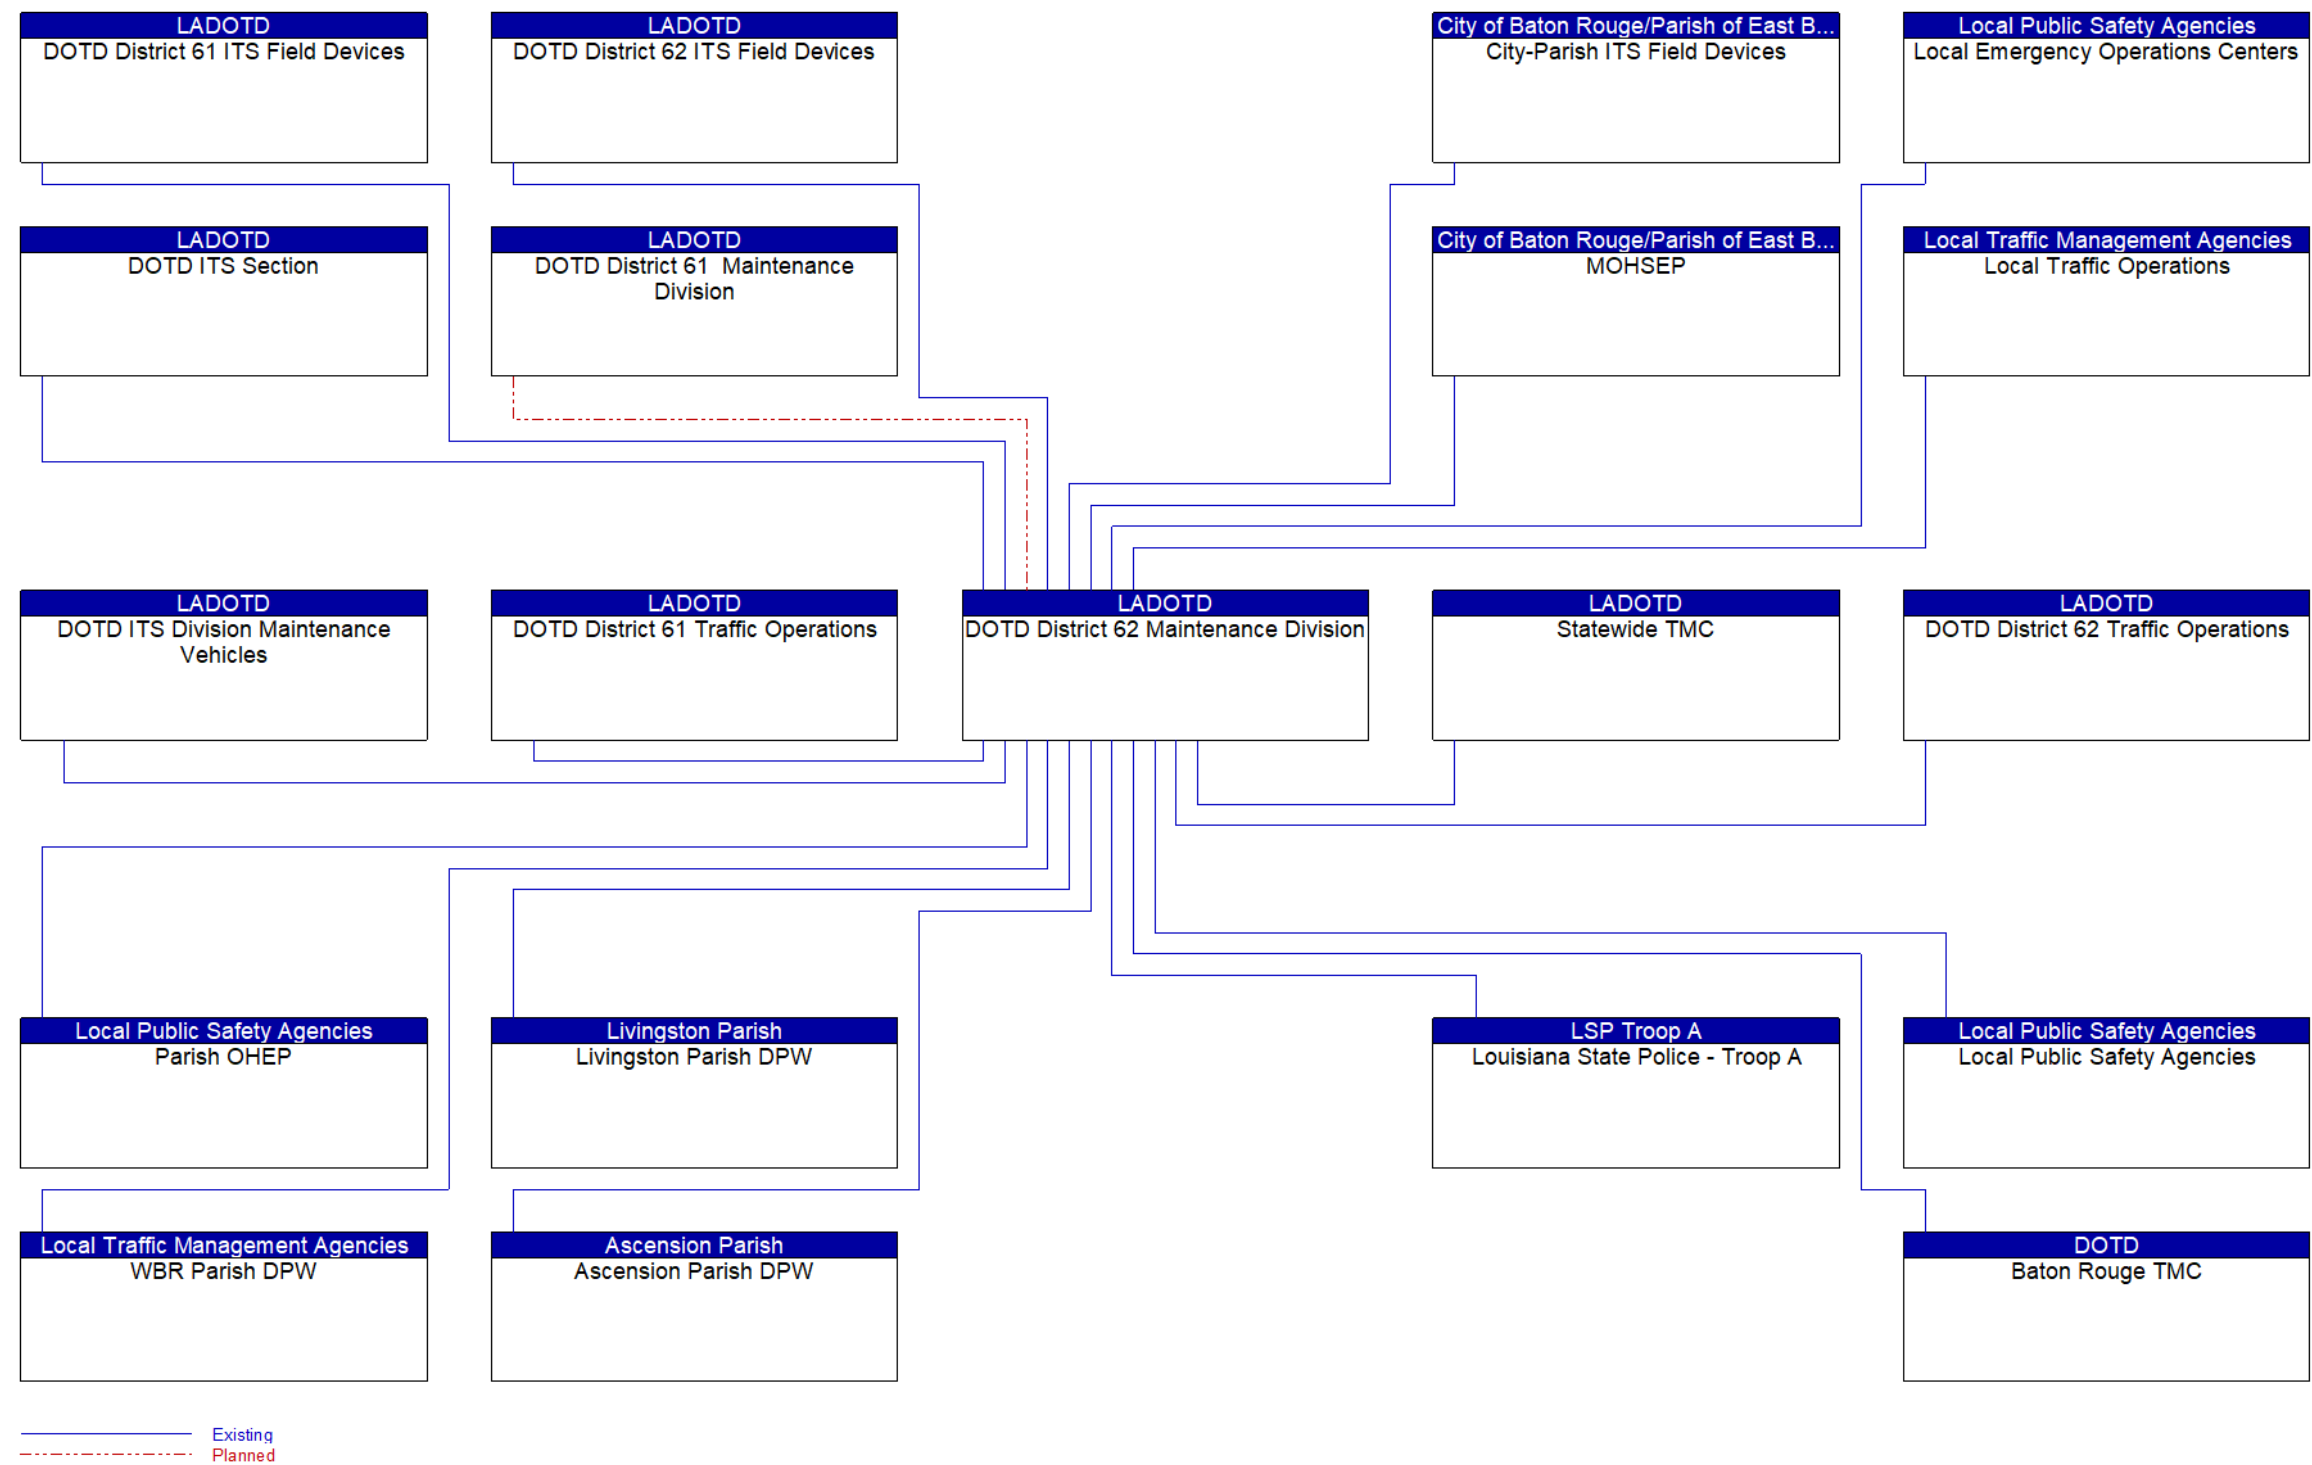 LADOTD
DOTD District 61 ITS Field Devices
LADOTD
DOTD District 62 ITS Field Devices
City of Baton Rouge/Parish of East B...
City-Parish ITS Field Devices
Local Public Safety Agencies
Local Emergency Operations Centers
LADOTD
DOTD ITS Section
LADOTD
DOTD District 61  Maintenance
Division
City of Baton Rouge/Parish of East B...
MOHSEP
Local Traffic Management Agencies
Local Traffic Operations
LADOTD
DOTD ITS Division Maintenance
Vehicles
LADOTD
DOTD District 61 Traffic Operations
LADOTD
DOTD District 62 Maintenance Division
LADOTD
Statewide TMC
LADOTD
DOTD District 62 Traffic Operations
Local Public Safety Agencies
Parish OHEP
Livingston Parish
Livingston Parish DPW
LSP Troop A
Louisiana State Police - Troop A
Local Public Safety Agencies
Local Public Safety Agencies
Local Traffic Management Agencies
WBR Parish DPW
Ascension Parish
Ascension Parish DPW
DOTD
Baton Rouge TMC
Existing
Planned